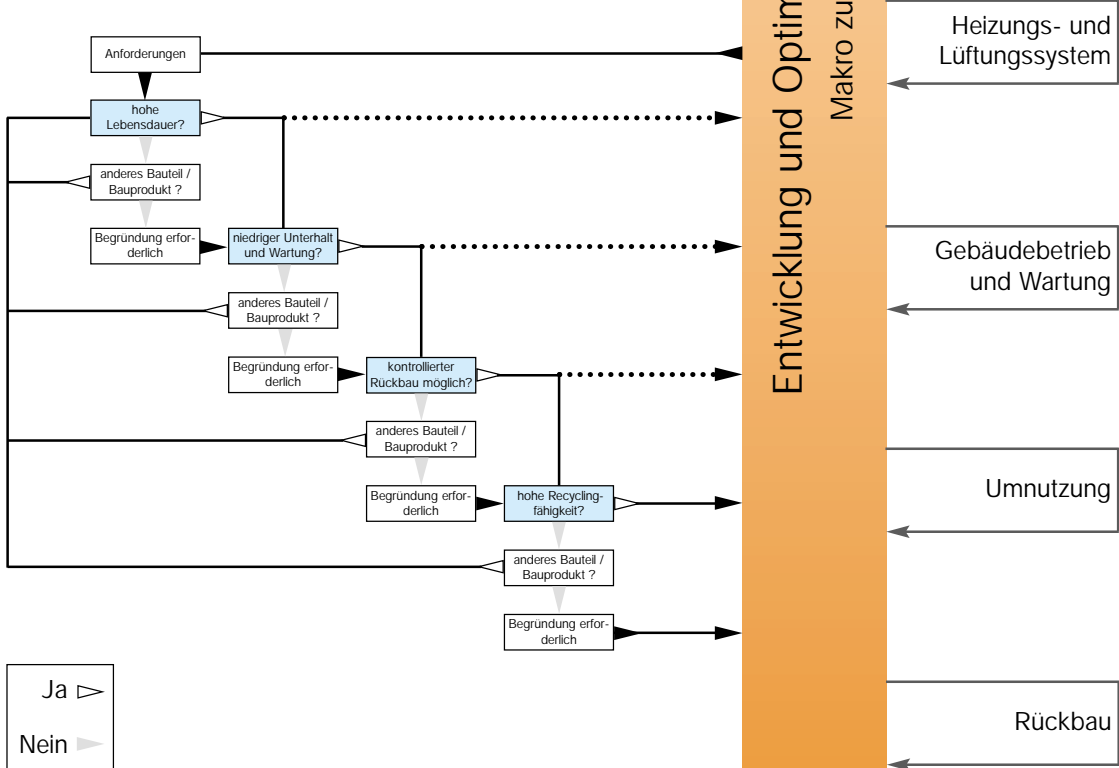 Anforderungen
hohe
Lebensdauer?
anderes Bauteil /
Bauprodukt ?
Begründung erfor-
derlich
niedriger Unterhalt
und Wartung?
anderes Bauteil /
Bauprodukt ?
Begründung erfor-
derlich
kontrollierter
Rückbau möglich?
anderes Bauteil /
Bauprodukt ?
Begründung erfor-
derlich
hohe Recycling-
fähigkeit?
anderes Bauteil /
Bauprodukt ?
Begründung erfor-
derlich
Ja
Nein
Entwicklung und Optim
Makro zu
Heizungs- und
Lüftungssystem
Gebäudebetrieb
und Wartung
Umnutzung
Rückbau